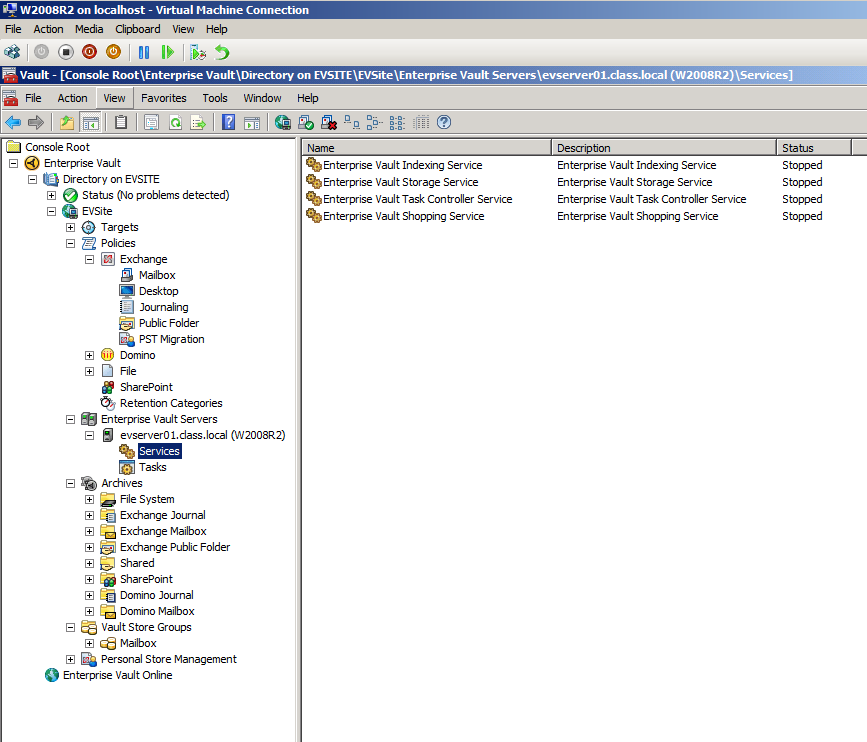 W2008R2 on localhost - Virtual Machine Connection
File Action Media Clipboard View Help
Vault - [Console Root\Enterprise Vault\Directory on EVSITE\EVSite\Enterprise Vault Servers\evserver01.class.local (W2008R2)\Services]
File Action View Favorites Tools Window Help
Console Root
Enterprise Vault
Directory on EVSITE
Status (No problems detected)
EVSite
Targets
Policies
Exchange
Mailbox
Desktop
Journaling
Public Folder
PST Migration
Domino
File
SharePoint
Retention Categories
Enterprise Vault Servers
evserver01.class.local (W2008R2)
Services
Tasks
Archives
File System
Exchange Journal
Exchange Mailbox
Exchange Public Folder
Shared
SharePoint
Domino Journal
Domino Mailbox
Vault Store Groups
Mailbox
Personal Store Management
Enterprise Vault Online
Name Description Status
Enterprise Vault Indexing Service Enterprise Vault Indexing Service Stopped
Enterprise Vault Storage Service Enterprise Vault Storage Service Stopped
Enterprise Vault Task Controller Service Enterprise Vault Task Controller Service Stopped
Enterprise Vault Shopping Service Enterprise Vault Shopping Service Stopped